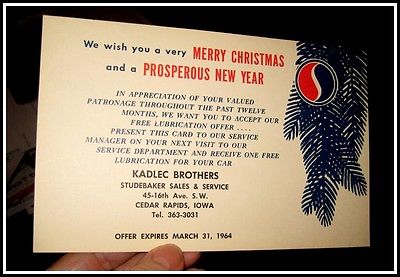 We wish you a very MERRY CHRISTMAS
and a PROSPEROUS NEW YEAR
IN APPRECIATION OF YOUR VALUED
PATRONAGE THROUGHOUT THE PAST TWELVE
MONTHS, WE WANT YOU TO ACCEPT OUR
FREE LUBRICATION OFFER ....
PRESENT THIS CARD TO OUR SERVICE
MANAGER ON YOUR NEXT VISIT TO OUR
SERVICE DEPARTMENT AND RECEIVE ONE FREE
LUBRICATION FOR YOUR CAR
KADLEC BROTHERS
STUDEBAKER SALES & SERVICE
45-16th Ave. S.W.
CEDAR RAPIDS, IOWA
Tel. 363-3031
OFFER EXPIRES MARCH 31, 1964